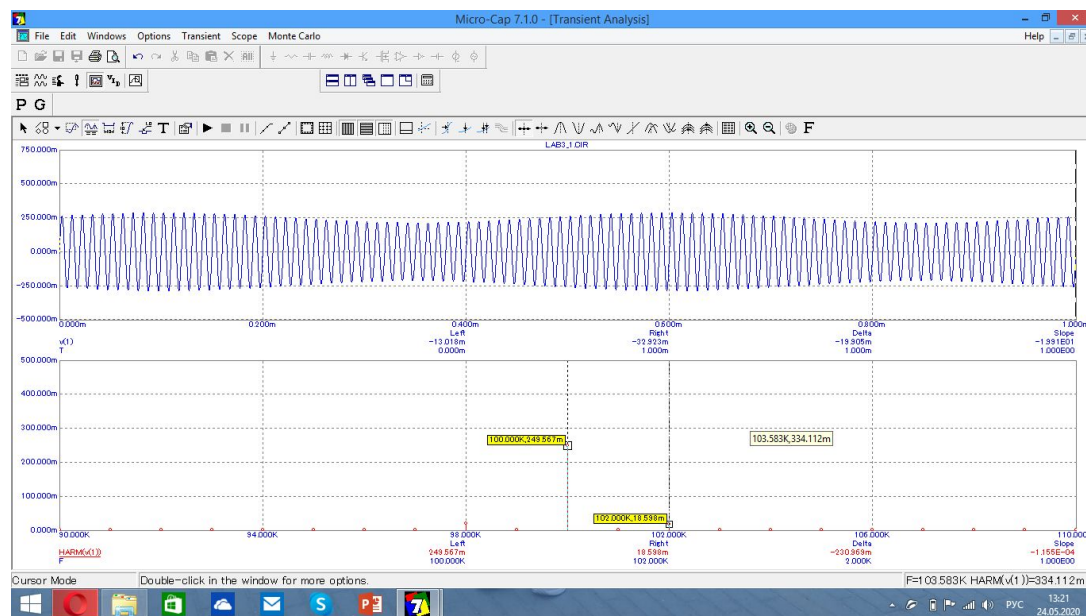 Micro-Cap 7.1.0 - [Transient Analysis]
File Edit Windows Options Transient Scope Monte Carlo Help
P G
T F
LAB3_1.CIR
750.000m
500.000m
250.000m
0.000m
-250.000m
-500.000m
0.000m 0.200m 0.400m 0.600m 0.800m 1.000m
Left Right Delta Slope
v(1) -13.018m -32.923m -19.905m -1.991E01
T 0.000m 1.000m 1.000m 1.000E00
500.000m
400.000m
300.000m
200.000m
100.000m
0.000m
100.000K,249.567m
103.583K,334.112m
102.000K,18.598m
90.000K 94.000K 98.000K 102.000K 106.000K 110.000K
Left Right Delta Slope
HARM(v(1)) 249.567m 18.598m -230.969m -1.155E-04
F 100.000K 102.000K 2.000K 1.000E00
Cursor Mode Double-click in the window for more options. F=103.583K HARM(v(1))=334.112m
РУС
13:21
24.05.2020